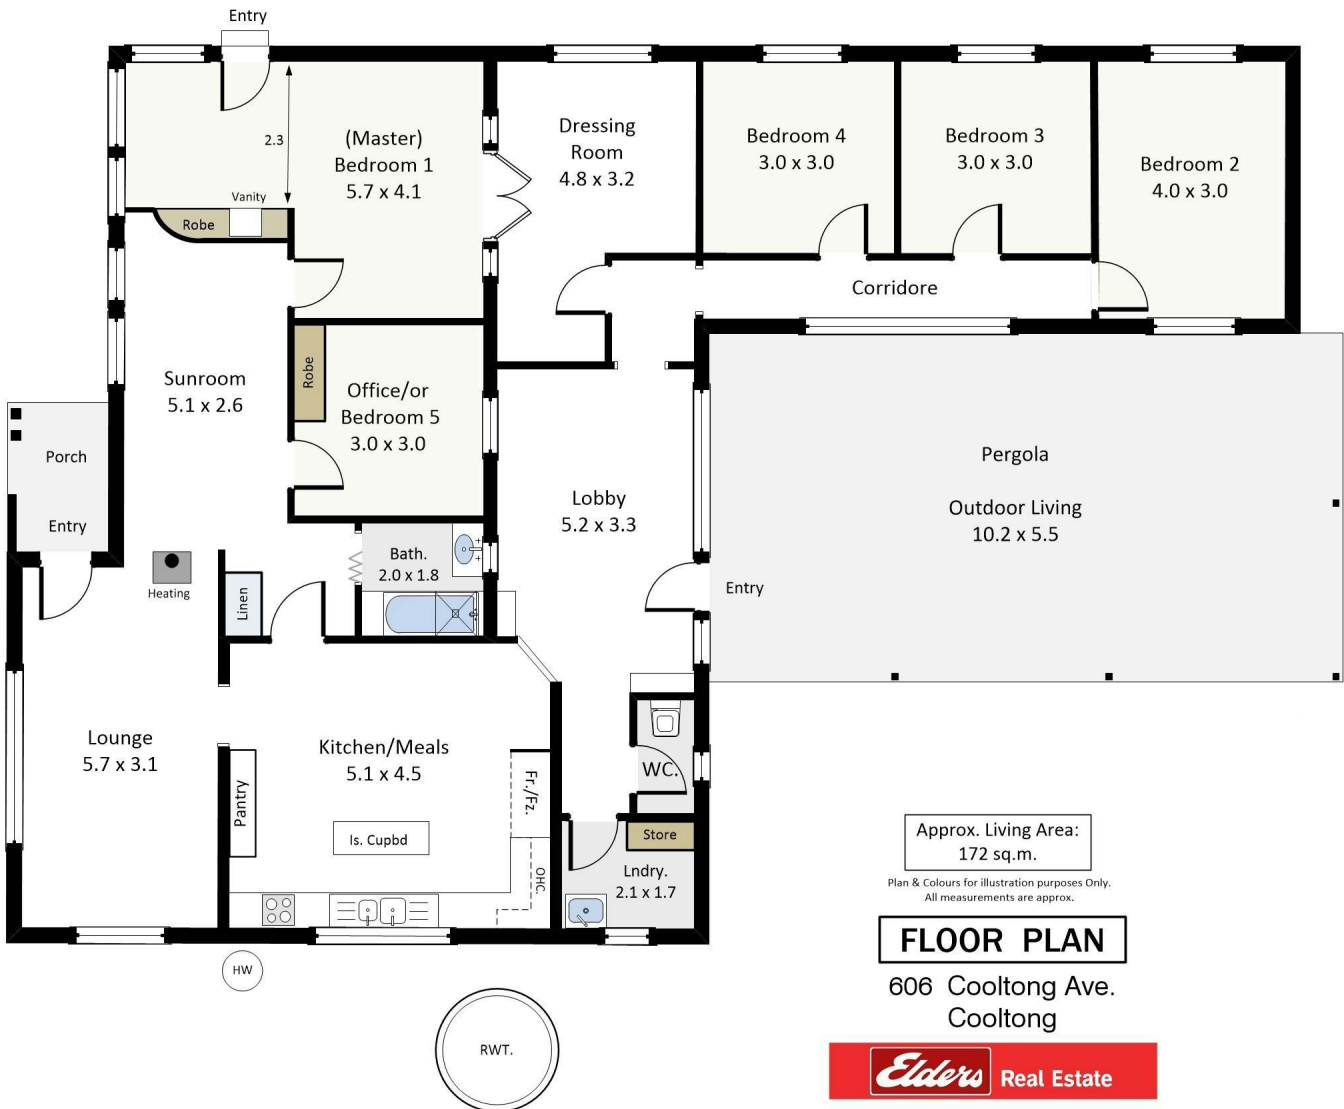 Entry
2.3
(Master)
Bedroom 1
5.7 x 4.1
Vanity
Robe
Dressing
Room
4.8 x 3.2
Bedroom 4
3.0 x 3.0
Bedroom 3
3.0 x 3.0
Bedroom 2
4.0 x 3.0
Corridore
Sunroom
5.1 x 2.6
Robe
Office/or
Bedroom 5
3.0 x 3.0
Porch
Entry
Lobby
5.2 x 3.3
Pergola
Outdoor Living
10.2 x 5.5
Entry
Bath.
2.0 x 1.8
Heating
Linen
Lounge
5.7 x 3.1
Kitchen/Meals
5.1 x 4.5
Pantry
Is. Cupbd
Fr./Fz.
OHC.
WC.
Store
Lndry.
2.1 x 1.7
HW
RWT.
Approx. Living Area:
172 sq.m.
Plan & Colours for illustration purposes Only.
All measurements are approx.
FLOOR PLAN
606 Cooltong Ave.
Cooltong
Elders Real Estate